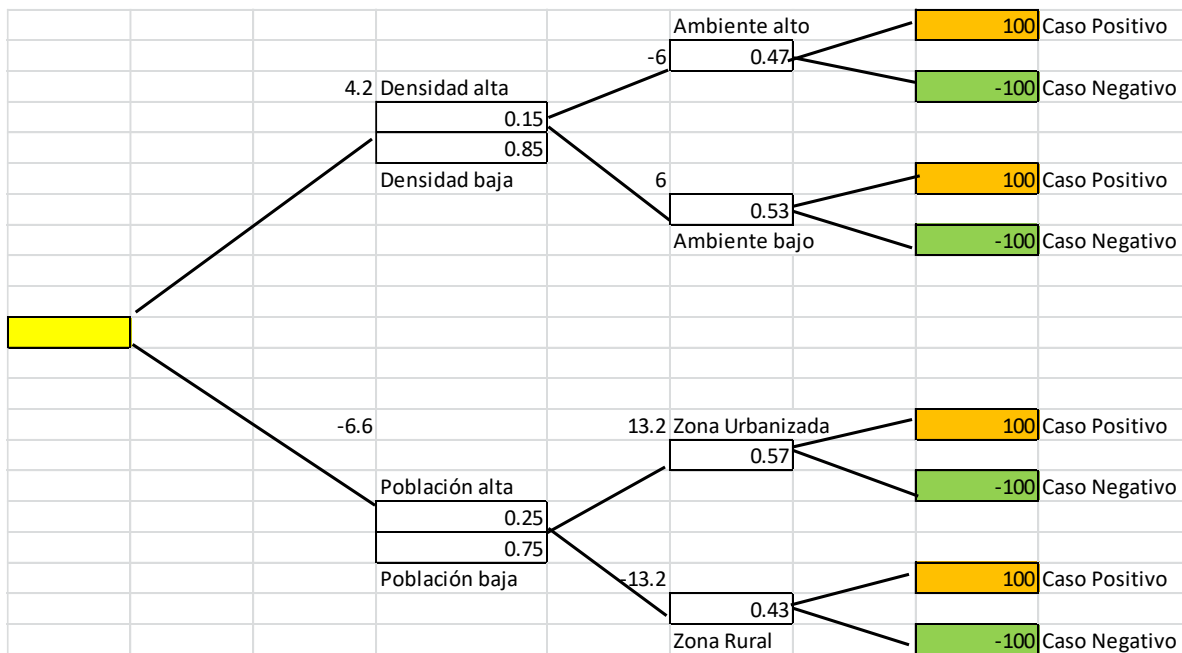 Ambiente alto 100 Caso Positivo
-6 0.47
4.2 Densidad alta -100 Caso Negativo
0.15
0.85
Densidad baja 6 100 Caso Positivo
0.53
Ambiente bajo -100 Caso Negativo
-6.6 13.2 Zona Urbanizada 100 Caso Positivo
0.57
Población alta -100 Caso Negativo
0.25
0.75
Población baja -13.2 100 Caso Positivo
0.43
Zona Rural -100 Caso Negativo